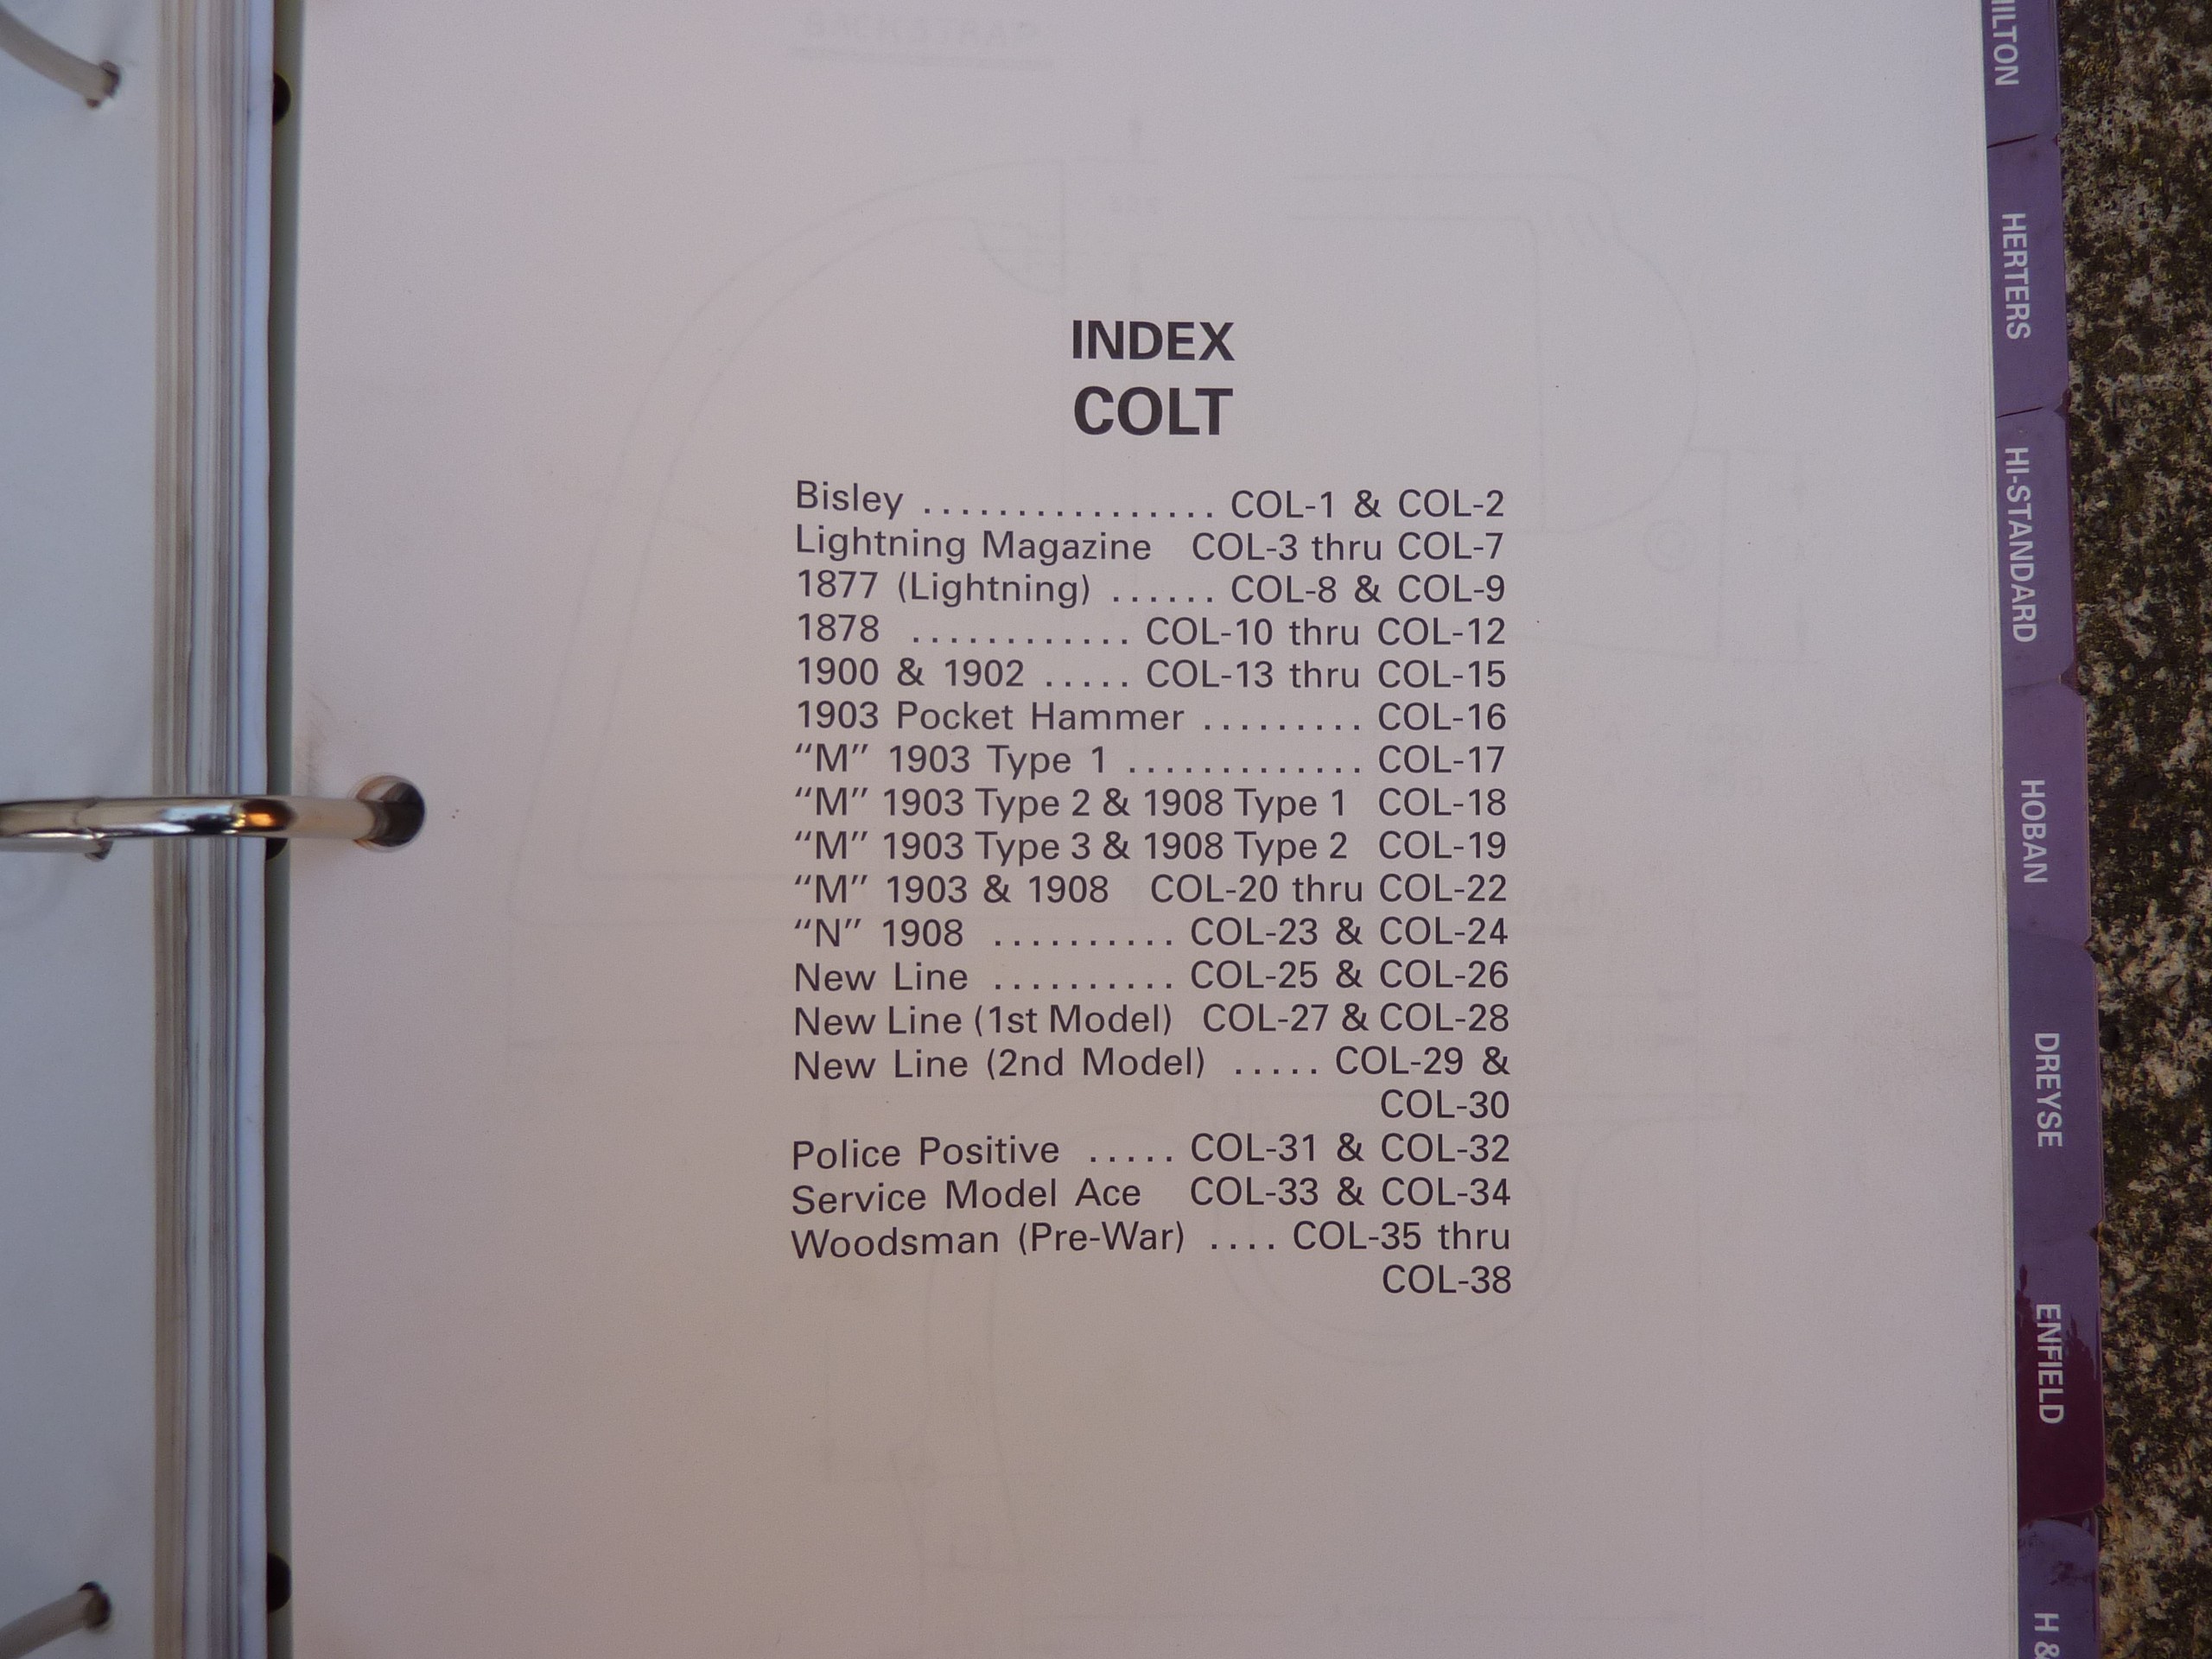 INDEX
COLT
Bisley ................ COL-1 & COL-2
Lightning Magazine COL-3 thru COL-7
1877 (Lightning) ...... COL-8 & COL-9
1878 ............ COL-10 thru COL-12
1900 & 1902 ..... COL-13 thru COL-15
1903 Pocket Hammer ......... COL-16
“M” 1903 Type 1 ............. COL-17
“M” 1903 Type 2 & 1908 Type 1 COL-18
“M” 1903 Type 3 & 1908 Type 2 COL-19
“M” 1903 & 1908 COL-20 thru COL-22
“N” 1908 .......... COL-23 & COL-24
New Line .......... COL-25 & COL-26
New Line (1st Model) COL-27 & COL-28
New Line (2nd Model) ..... COL-29 &
COL-30
Police Positive ..... COL-31 & COL-32
Service Model Ace COL-33 & COL-34
Woodsman (Pre-War) .... COL-35 thru
COL-38
HERTERS
HI-STANDARD
HOBAN
DREYSE
ENFIELD
H &